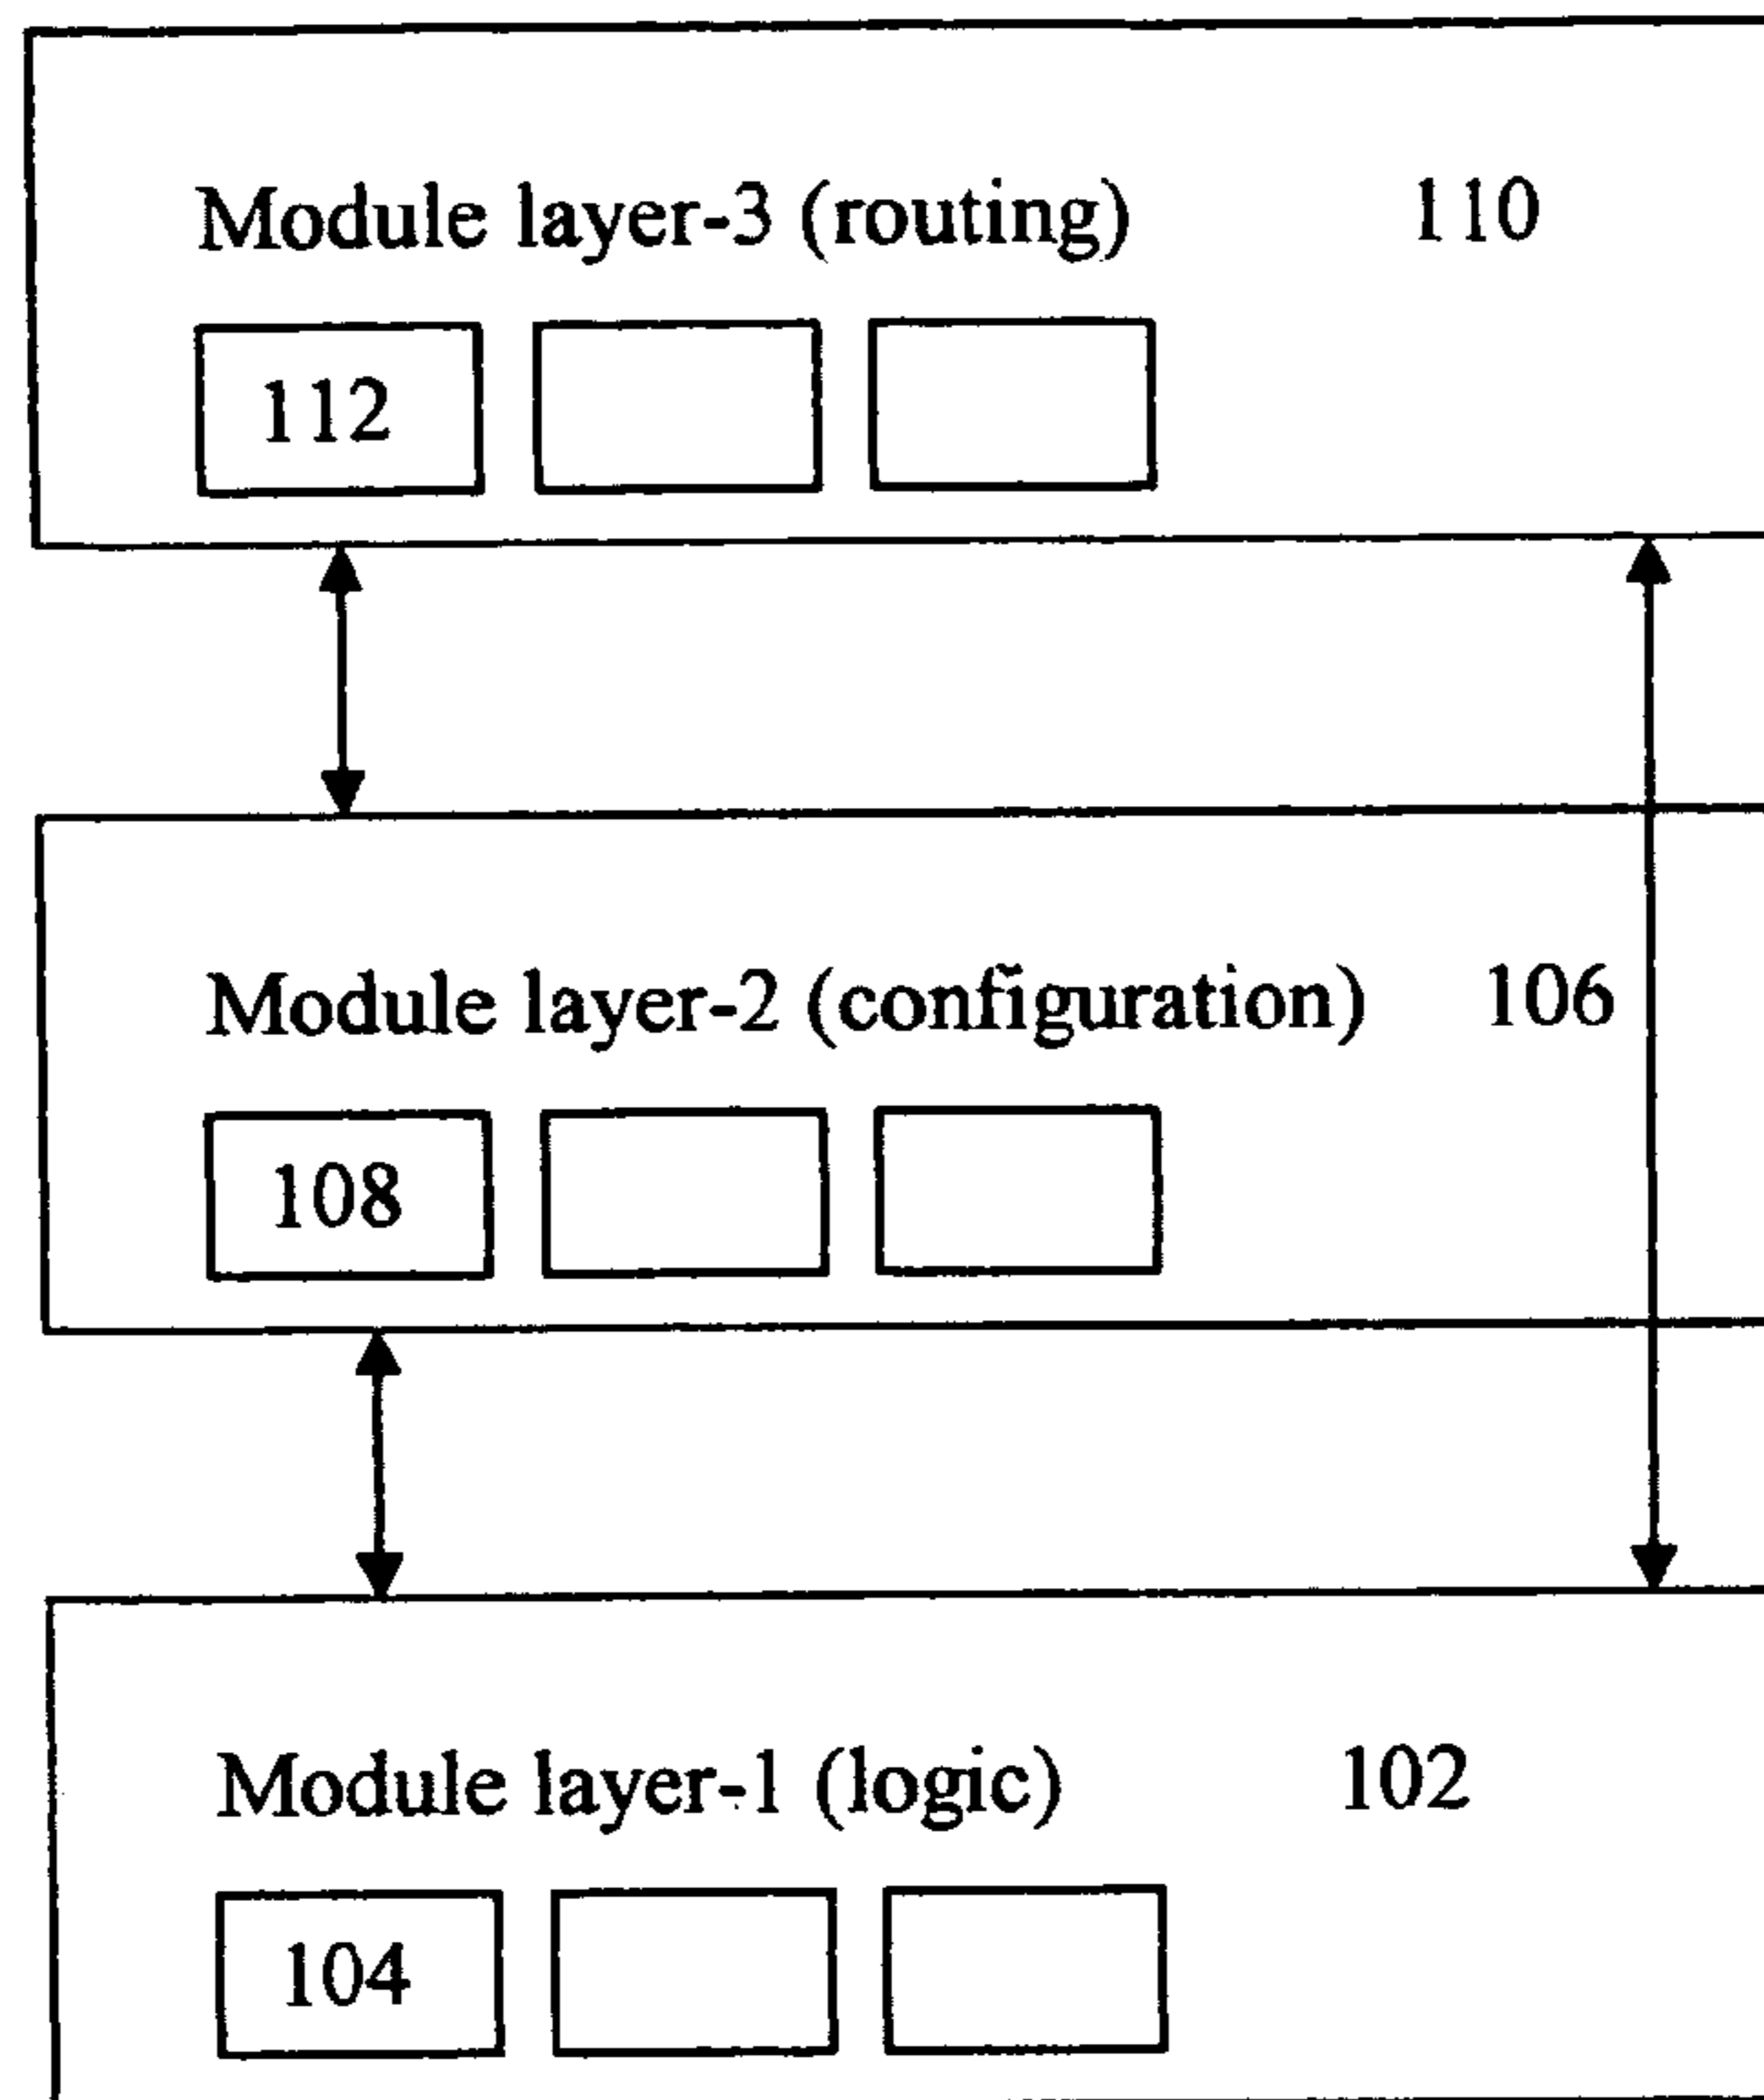 Module layer-3 (routing) 110
112
Module layer-2 (configuration) 106
108
Module layer-1 (logic) 102
104